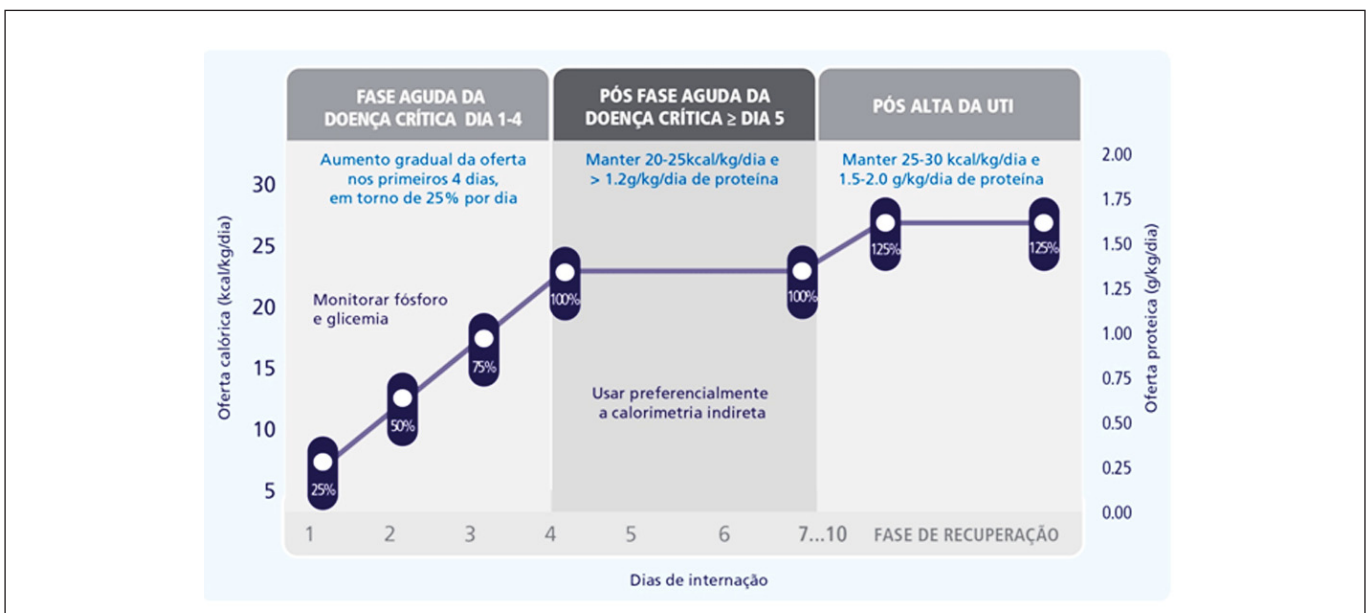 FASE AGUDA DA
DOENÇA CRÍTICA DIA 1-4
PÓS FASE AGUDA DA
DOENÇA CRÍTICA ≥ DIA 5
PÓS ALTA DA UTI
Aumento gradual da oferta
nos primeiros 4 dias,
em torno de 25% por dia
Manter 20-25kcal/kg/dia e
> 1.2g/kg/dia de proteína
Manter 25-30 kcal/kg/dia e
1.5-2.0 g/kg/dia de proteína
Oferta calórica (kcal/kg/dia)
30
25
20
15
10
5
Monitorar fósforo
e glicemia
25%
50%
75%
100%
100%
125%
125%
Usar preferencialmente
a calorimetria indireta
2.00
1.75
1.50
1.25
1.00
0.75
0.50
0.25
0.00
Oferta proteica (g/kg/dia)
1 2 3 4 5 6 7...10 FASE DE RECUPERAÇÃO
Dias de internação